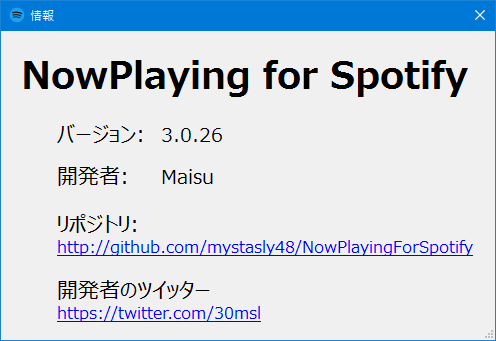 情報
NowPlaying for Spotify
バージョン: 3.0.26
開発者: Maisu
リポジトリ:
http://github.com/mystasly48/NowPlayingForSpotify
開発者のツイッター
https://twitter.com/30msl